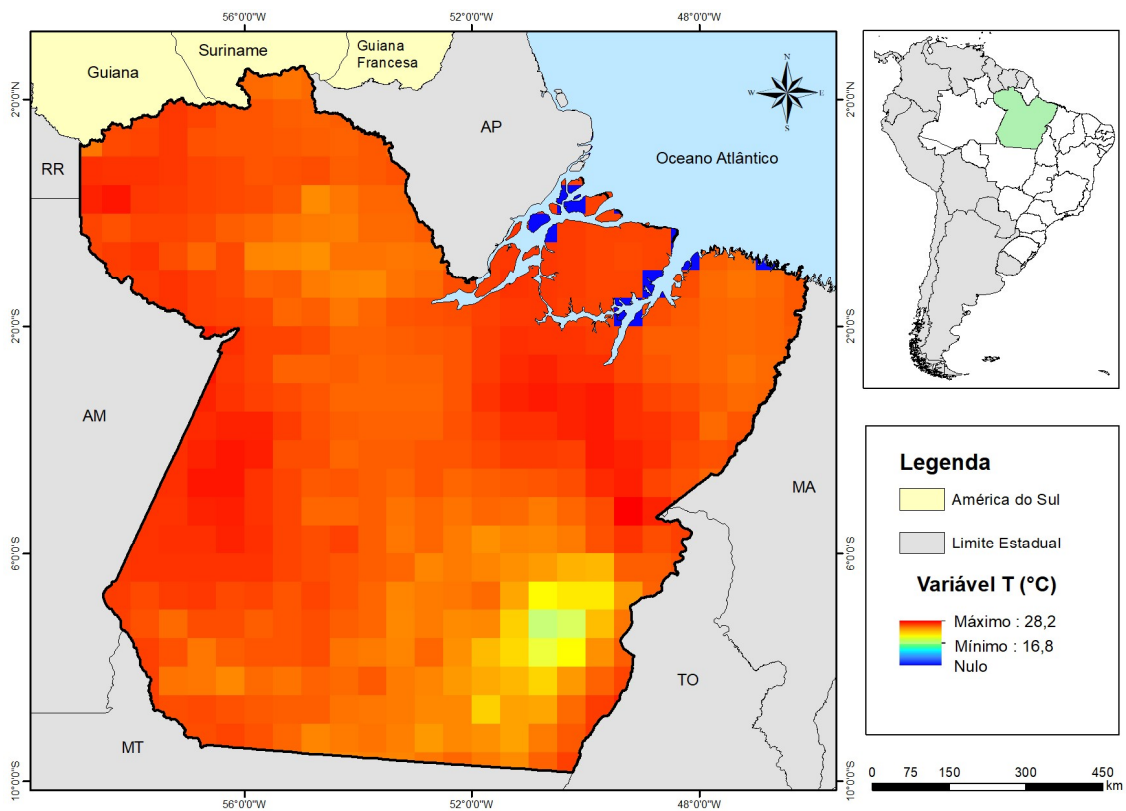 56°0'0"W
52°0'0"W
48°0'0"W
2°0'0"N
2°0'0"S
6°0'0"S
10°0'0"S
Guiana
Suriname
Guiana
Francesa
RR
AP
Oceano Atlântico
N
W
E
S
AM
MA
TO
MT
56°0'0"W
52°0'0"W
48°0'0"W
2°0'0"N
2°0'0"S
6°0'0"S
10°0'0"S
Legenda
América do Sul
Limite Estadual
Variável T (°C)
Máximo : 28,2
Mínimo : 16,8
Nulo
0 75 150 300 450
km